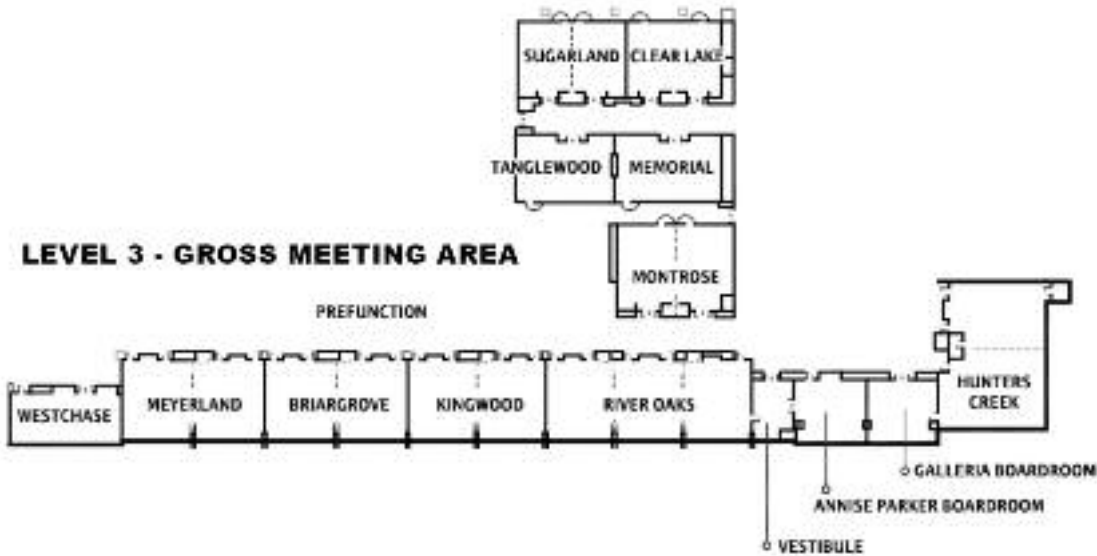 SUGARLAND
CLEAR LAKE
TANGLEWOOD
MEMORIAL
LEVEL 3 - GROSS MEETING AREA
MONTROSE
PREFUNCTION
WESTCHASE
MEYERLAND
BRIARGROVE
KINGWOOD
RIVER OAKS
HUNTERS
CREEK
GALLERIA BOARDROOM
ANNISE PARKER BOARDROOM
VESTIBULE